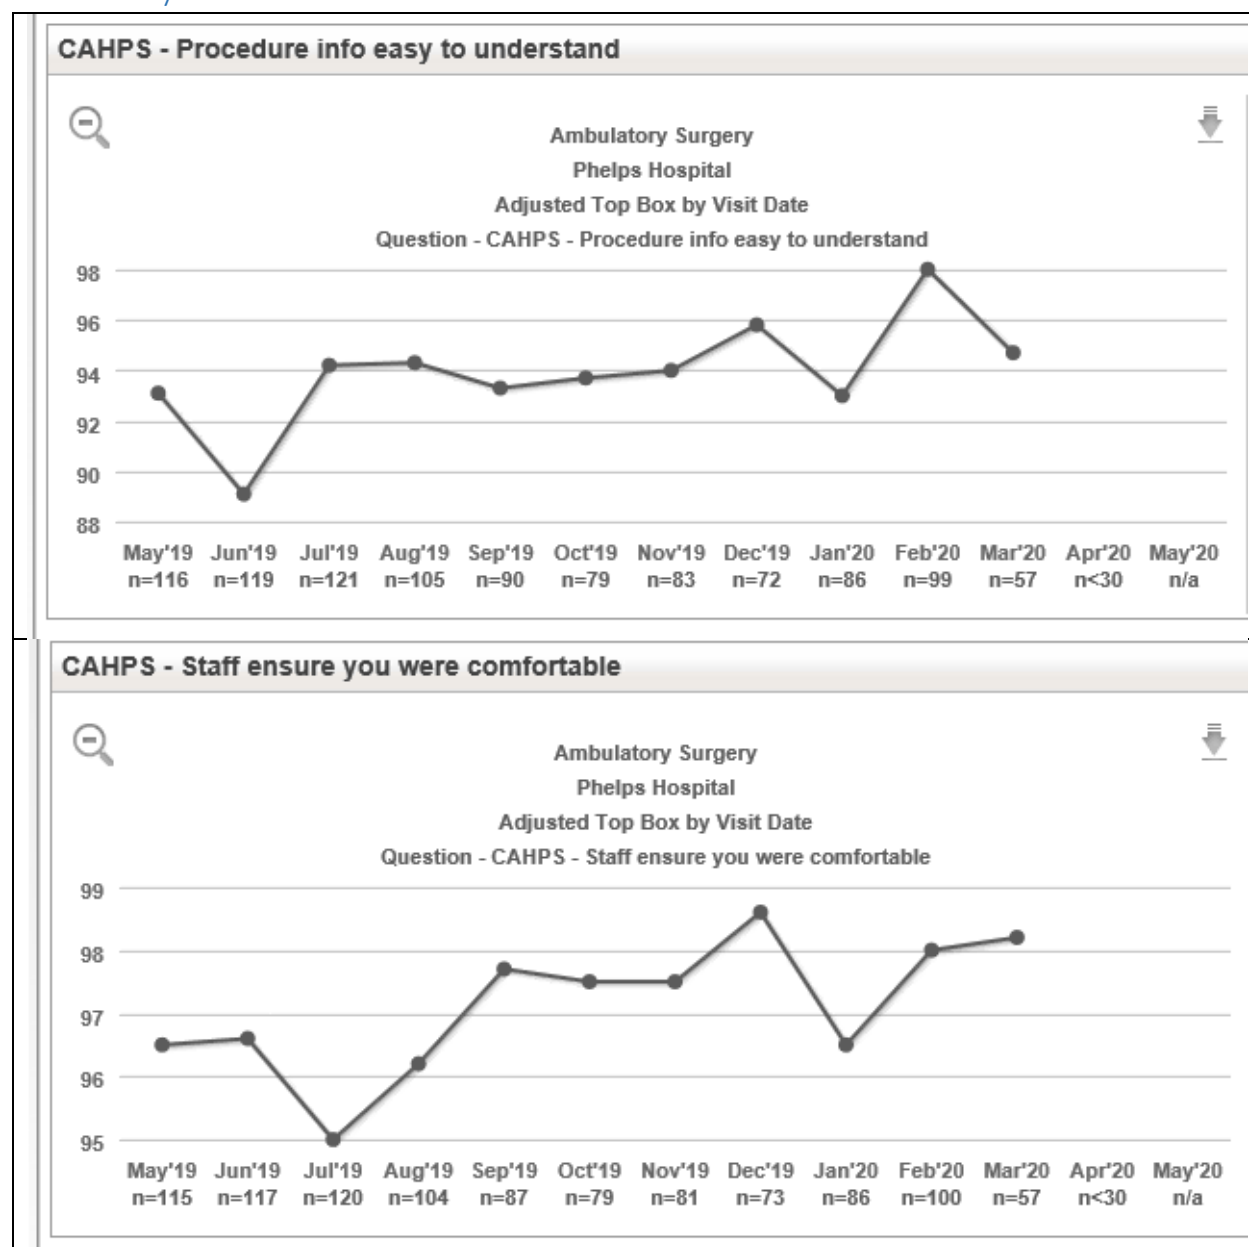 CAHPS - Procedure info easy to understand
Ambulatory Surgery
Phelps Hospital
Adjusted Top Box by Visit Date
Question - CAHPS - Procedure info easy to understand
98
96
94
92
90
88
May'19 Jun'19 Jul'19 Aug'19 Sep'19 Oct'19 Nov'19 Dec'19 Jan'20 Feb'20 Mar'20 Apr'20 May'20
n=116 n=119 n=121 n=105 n=90 n=79 n=83 n=72 n=86 n=99 n=57 n<30 n/a
CAHPS - Staff ensure you were comfortable
Ambulatory Surgery
Phelps Hospital
Adjusted Top Box by Visit Date
Question - CAHPS - Staff ensure you were comfortable
99
98
97
96
95
May'19 Jun'19 Jul'19 Aug'19 Sep'19 Oct'19 Nov'19 Dec'19 Jan'20 Feb'20 Mar'20 Apr'20 May'20
n=115 n=117 n=120 n=104 n=87 n=79 n=81 n=73 n=86 n=100 n=57 n<30 n/a